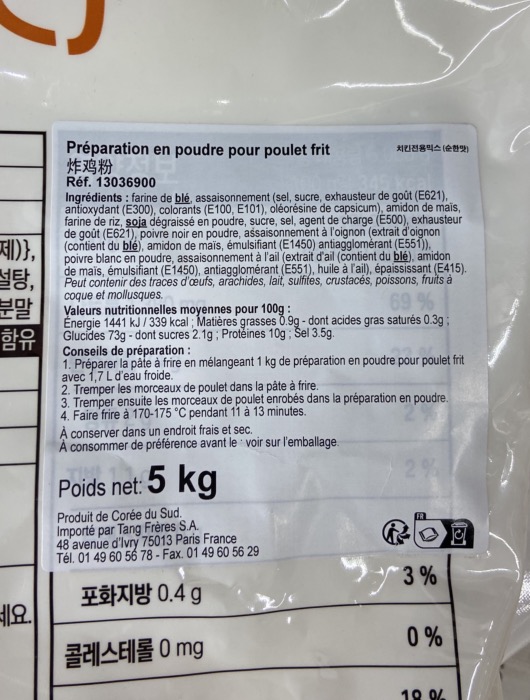 Préparation en poudre pour poulet frit
치킨전용믹스 (순한맛)
炸鸡粉
Réf. 13036900
Ingrédients : farine de blé, assaisonnement (sel, sucre, exhausteur de goût (E621),
antioxydant (E300), colorants (E100, E101), oléorésine de capsicum), amidon de maïs,
farine de riz, soja dégraissé en poudre, sucre, sel, agent de charge (E500), exhausteur
de goût (E621), poivre noir en poudre, assaisonnement à l'oignon (extrait d'oignon
(contient du blé), amidon de maïs, émulsifiant (E1450) antiagglomérant (E551)),
poivre blanc en poudre, assaisonnement à l'ail (extrait d'ail (contient du blé), amidon
de maïs, émulsifiant (E1450), antiagglomérant (E551), huile à l'ail), épaississant (E415).
Peut contenir des traces d'œufs, arachides, lait, sulfites, crustacés, poissons, fruits à
coque et mollusques.
Valeurs nutritionnelles moyennes pour 100g :
Énergie 1441 kJ / 339 kcal ; Matières grasses 0.9g - dont acides gras saturés 0.3g ;
Glucides 73g - dont sucres 2.1g ; Protéines 10g ; Sel 3.5g.
Conseils de préparation :
1. Préparer la pâte à frire en mélangeant 1 kg de préparation en poudre pour poulet frit
avec 1,7 L d'eau froide.
2. Tremper les morceaux de poulet dans la pâte à frire.
3. Tremper ensuite les morceaux de poulet enrobés dans la préparation en poudre.
4. Faire frire à 170-175 °C pendant 11 à 13 minutes.
À conserver dans un endroit frais et sec.
À consommer de préférence avant le : voir sur l'emballage.
Poids net: 5 kg
Produit de Corée du Sud.
Importé par Tang Frères S.A.
48 avenue d'Ivry 75013 Paris France
Tél. 01 49 60 56 78 - Fax. 01 49 60 56 29
FR
제)},
설탕,
분말
함유
69 %
2 %
2 %
3 %
포화지방 0.4 g
세요.
0 %
콜레스테롤 0 mg